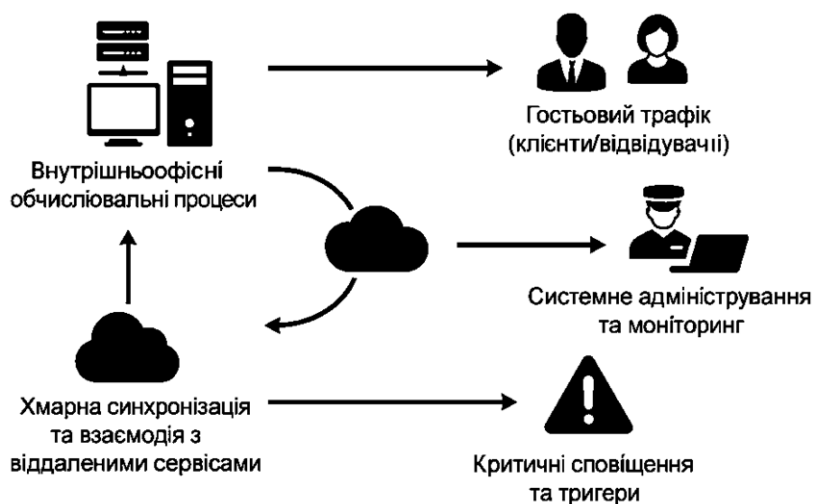 Гостьовий трафік
(клієнти/відвідувачіі)
Внутрішньоофісні
обчислювальні процеси
Системне адміністрування
та моніторинг
Хмарна синхронізація
та взаємодія з
віддаленими сервісами
Критичні сповіщення
та тригери